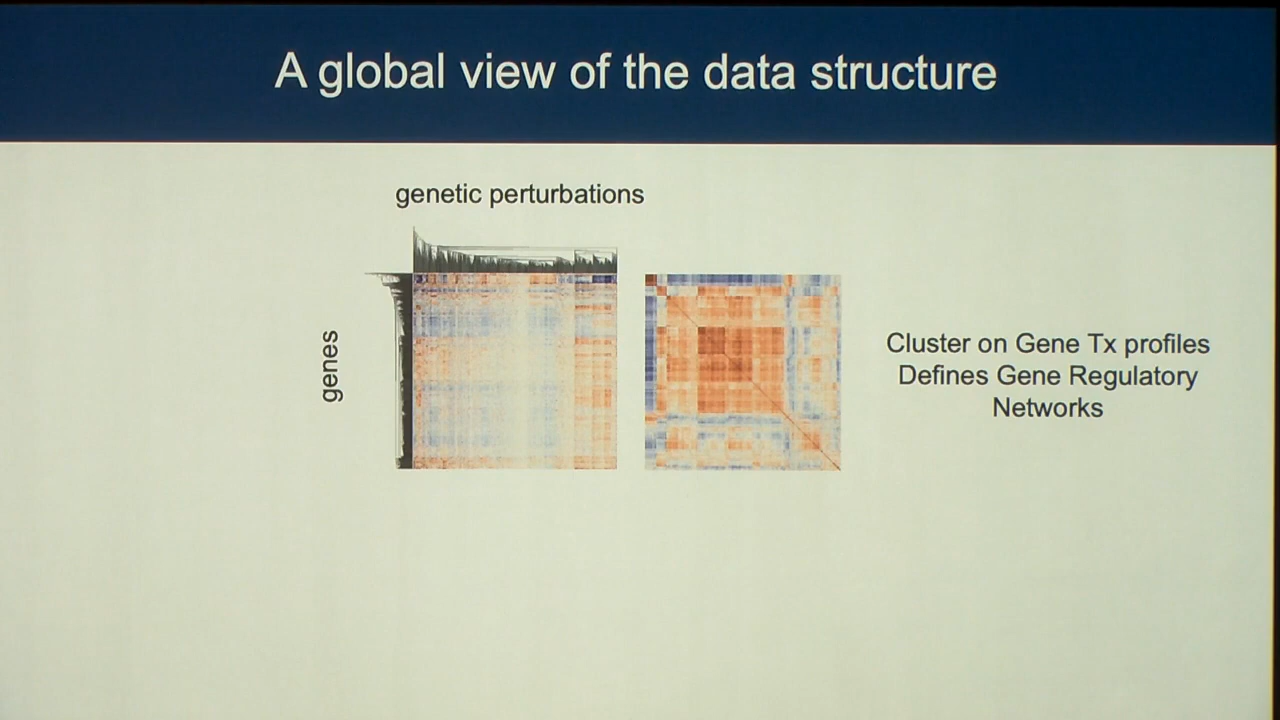 A global view of the data structure
genetic perturbations
genes
Cluster on Gene Tx profiles
Defines Gene Regulatory
Networks